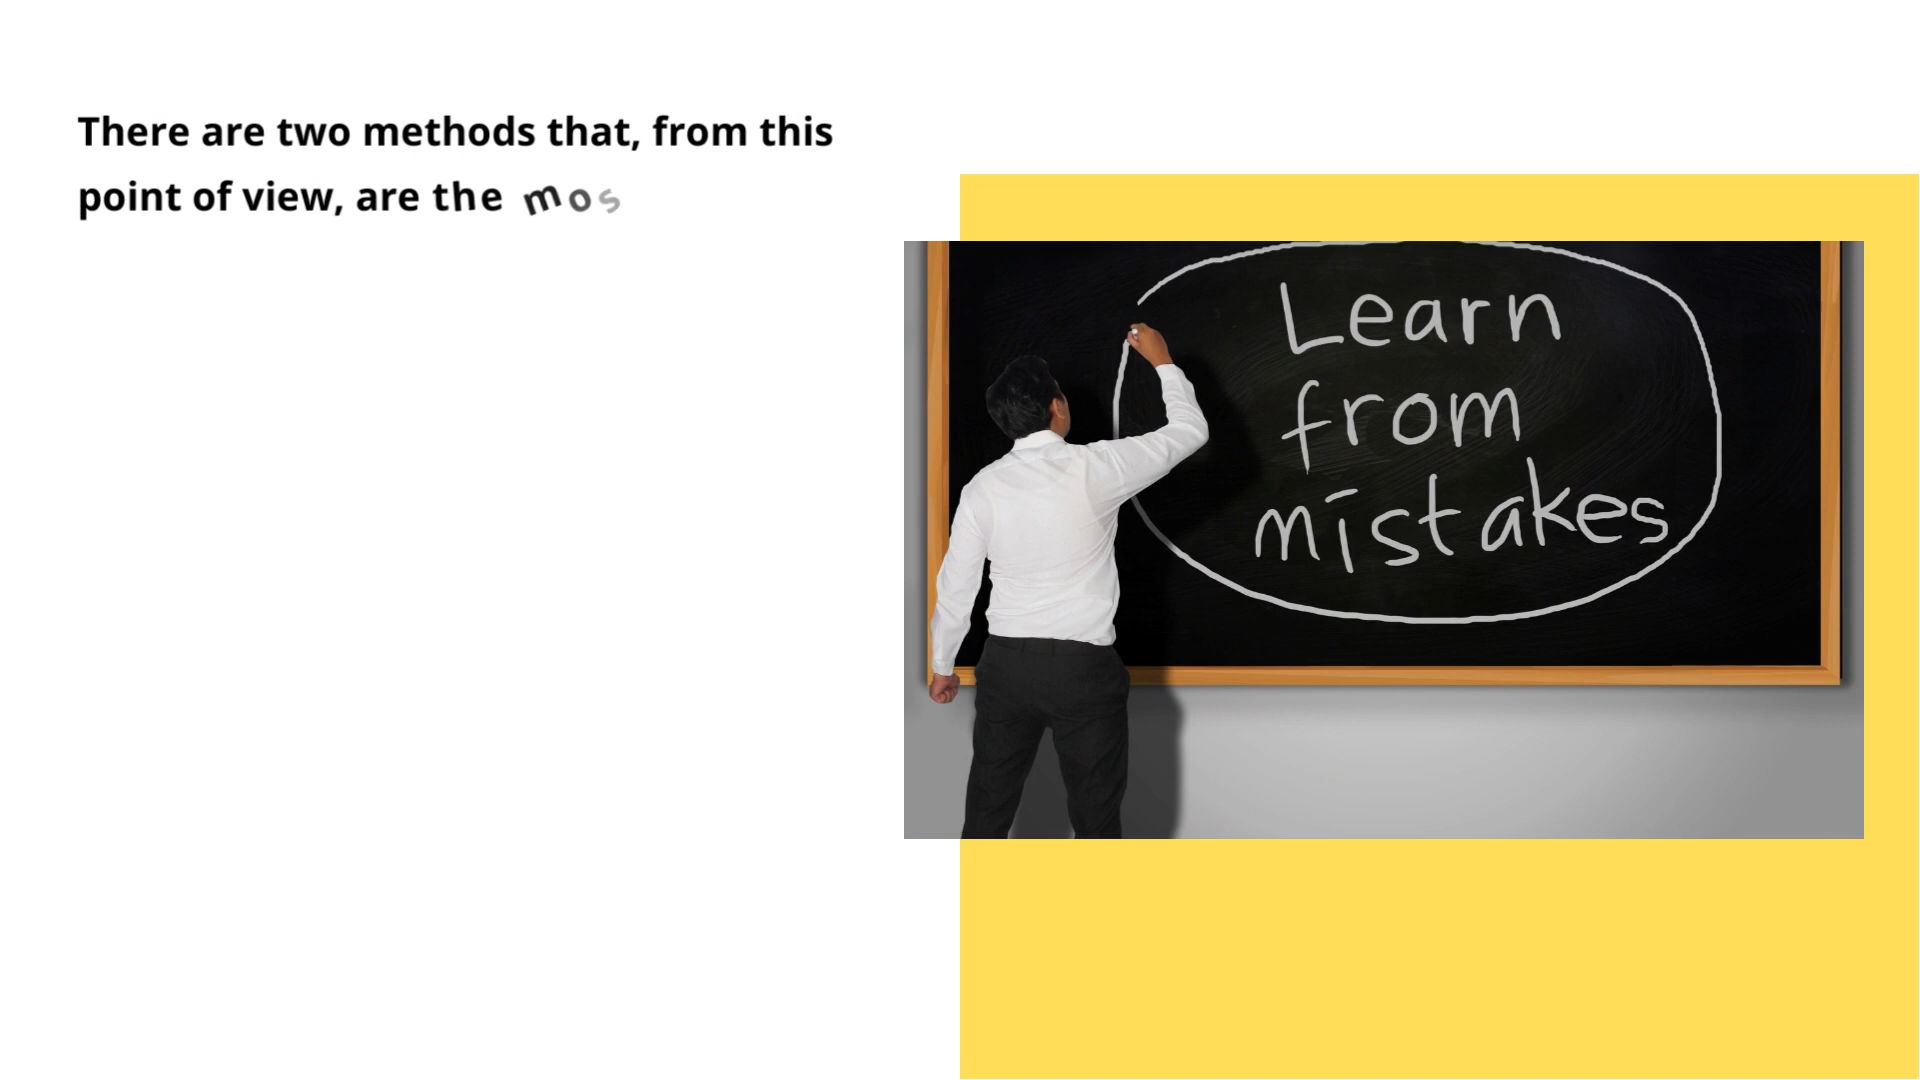 There are two methods that, from this
point of view, are the mos
Learn
from
mistakes